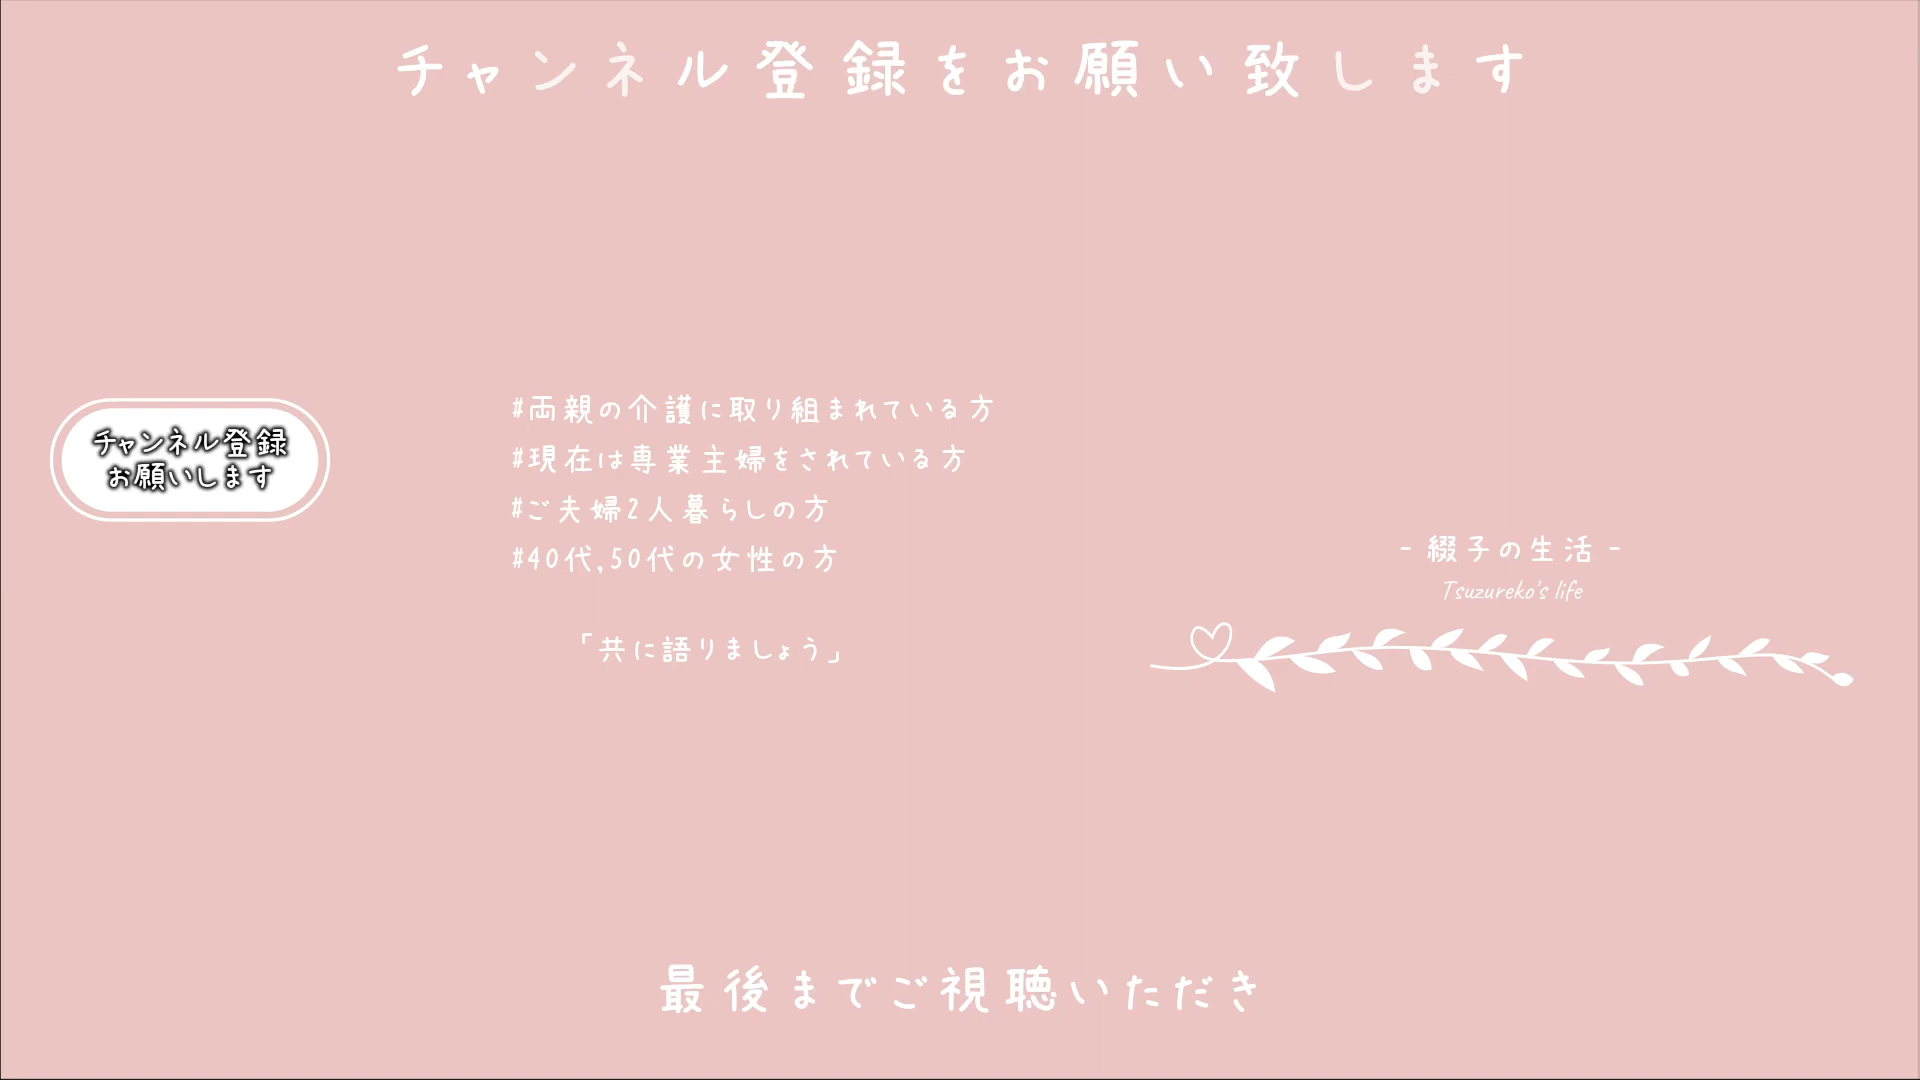 チャンネル登録をお願い致します
チャンネル登録
お願いします
#両親の介護に取り組まれている方
#現在は専業主婦をされている方
#ご夫婦2人暮らしの方
#40代,50代の女性の方
「共に語りましょう」
- 綴子の生活 -
Tsuzureko's life
最後までご視聴いただき